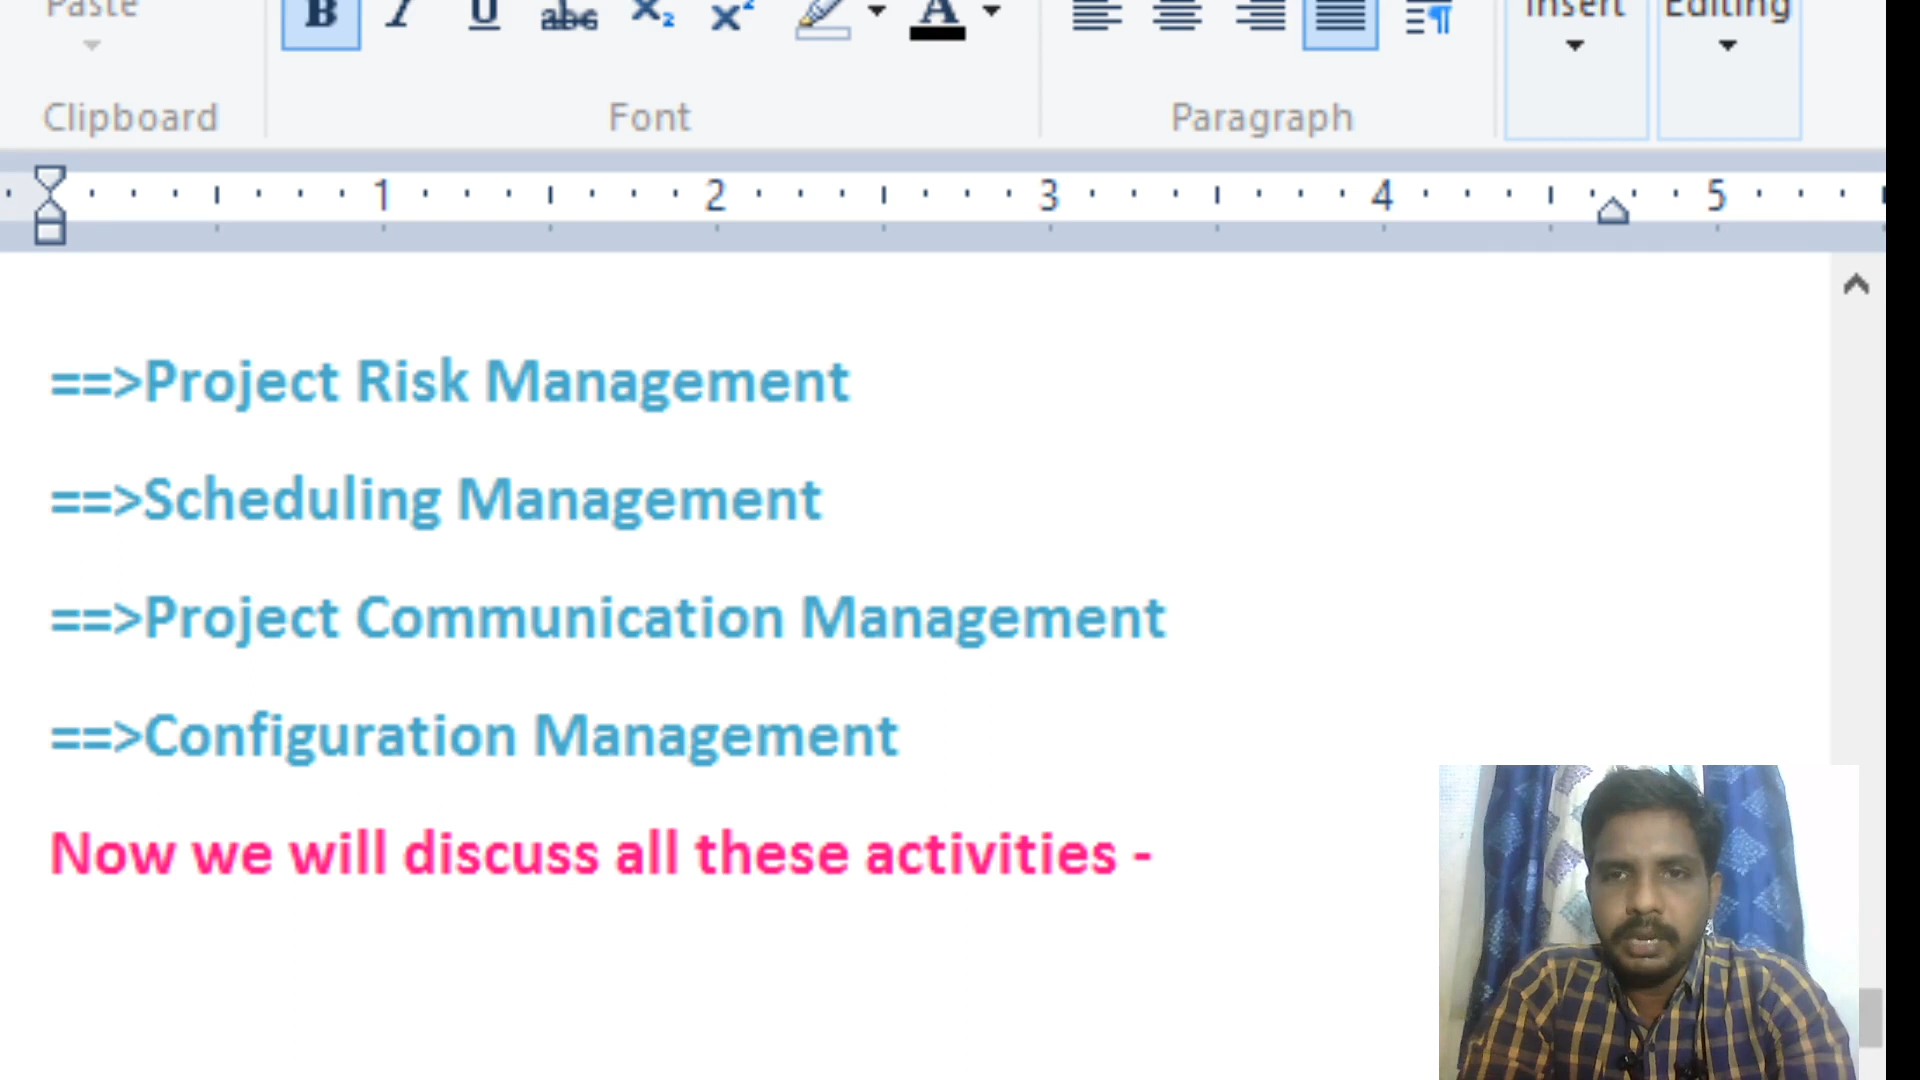 Paste
B I U abc X₂ X² A
Insert
Editing
Clipboard
Font
Paragraph
1 2 3 4 5
==>Project Risk Management
==>Scheduling Management
==>Project Communication Management
==>Configuration Management
Now we will discuss all these activities -